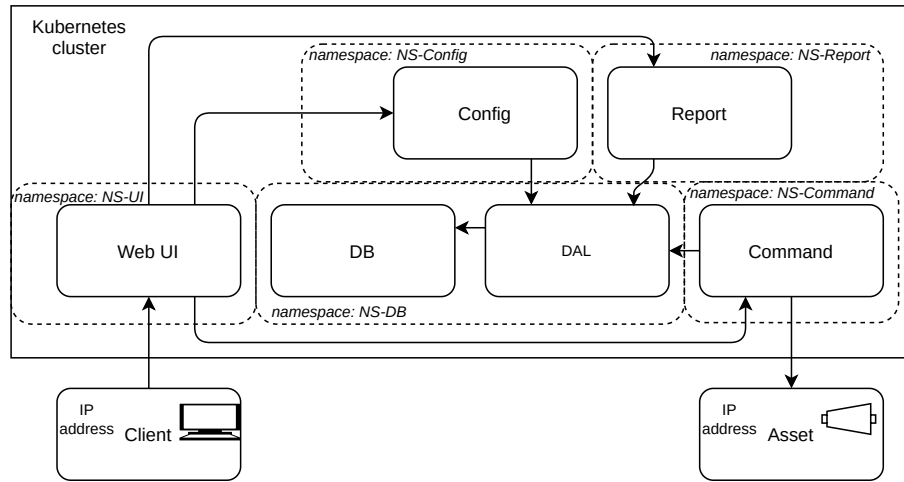 Kubernetes
cluster
namespace: NS-Config
namespace: NS-Report
Config
Report
namespace: NS-UI
namespace: NS-Command
Web UI
DB
DAL
Command
namespace: NS-DB
IP
address
Client
IP
address
Asset